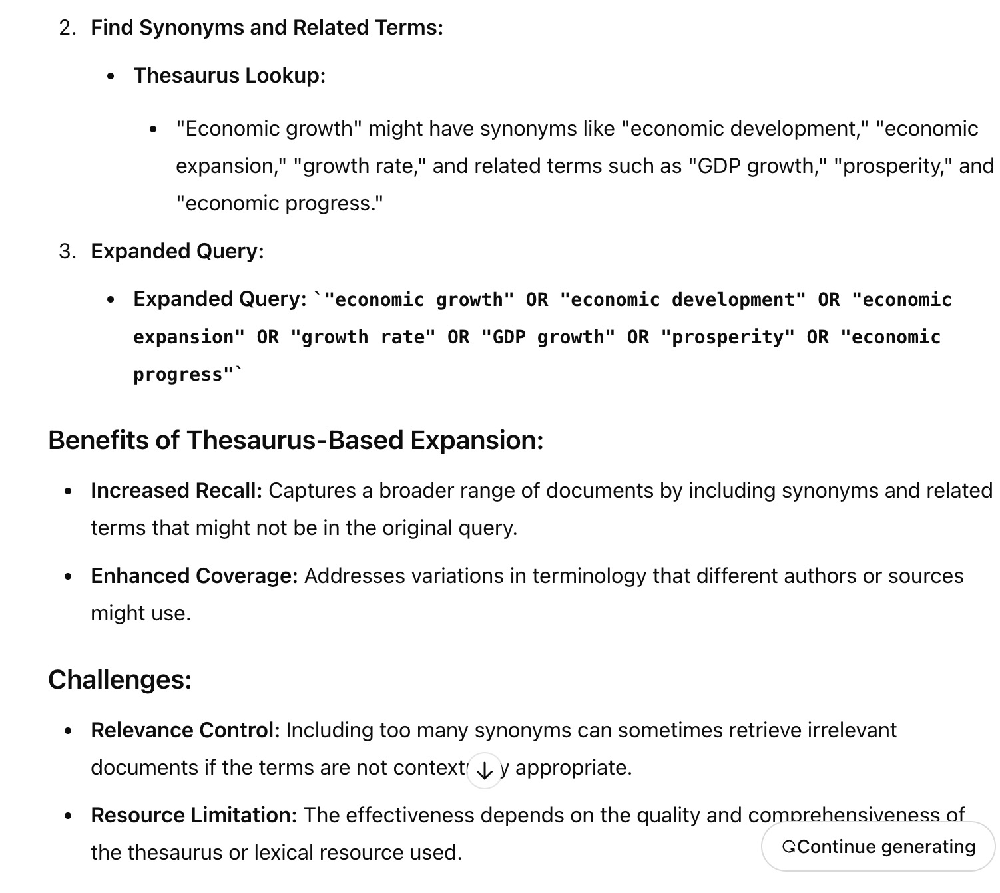 2. Find Synonyms and Related Terms:
• Thesaurus Lookup:
• "Economic growth" might have synonyms like "economic development," "economic
expansion," "growth rate," and related terms such as "GDP growth," "prosperity," and
"economic progress."
3. Expanded Query:
• Expanded Query: `"economic growth" OR "economic development" OR "economic
expansion" OR "growth rate" OR "GDP growth" OR "prosperity" OR "economic
progress"`
Benefits of Thesaurus-Based Expansion:
• Increased Recall: Captures a broader range of documents by including synonyms and related
terms that might not be in the original query.
• Enhanced Coverage: Addresses variations in terminology that different authors or sources
might use.
Challenges:
• Relevance Control: Including too many synonyms can sometimes retrieve irrelevant
documents if the terms are not appropriate.
• Resource Limitation: The effectiveness depends on the quality and comprehensiveness of
the thesaurus or lexical resource used.
Continue generating